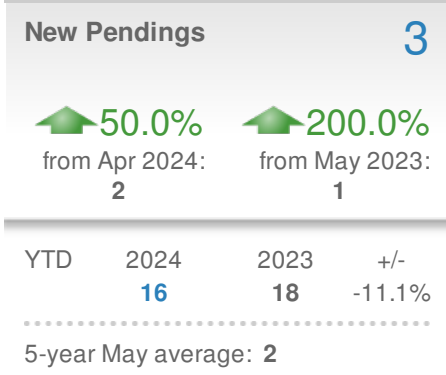 New Pendings 3
50.0% 200.0%
from Apr 2024: from May 2023:
2 1
YTD 2024 2023 +/-
16 18 -11.1%
5-year May average: 2